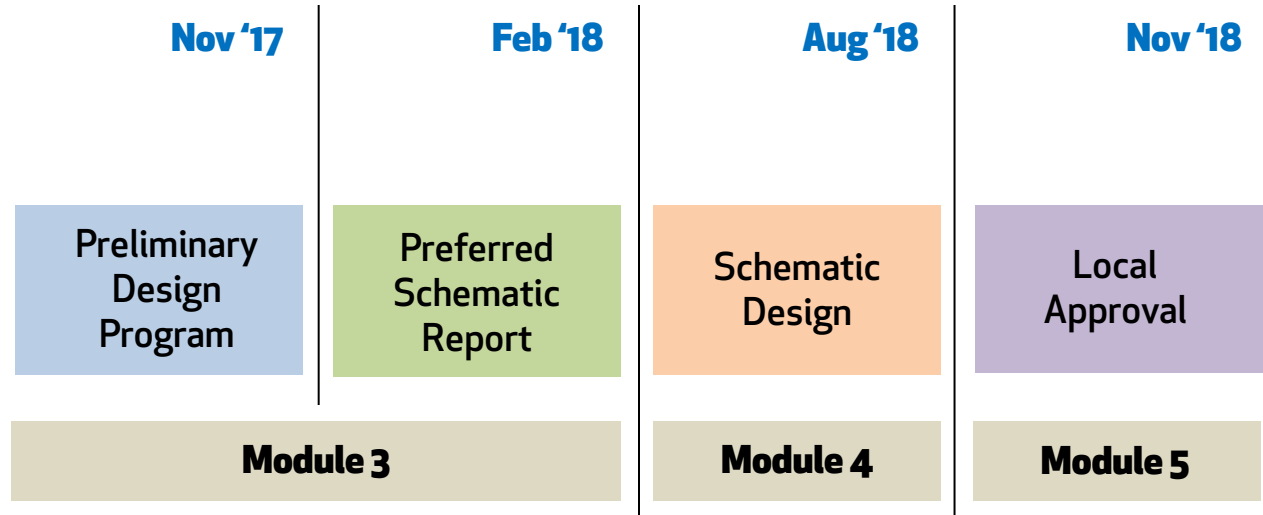 Nov ‘17
Feb ‘18
Aug ‘18
Nov ‘18
Preliminary
Design
Program
Preferred
Schematic
Report
Schematic
Design
Local
Approval
Module 3
Module 4
Module 5